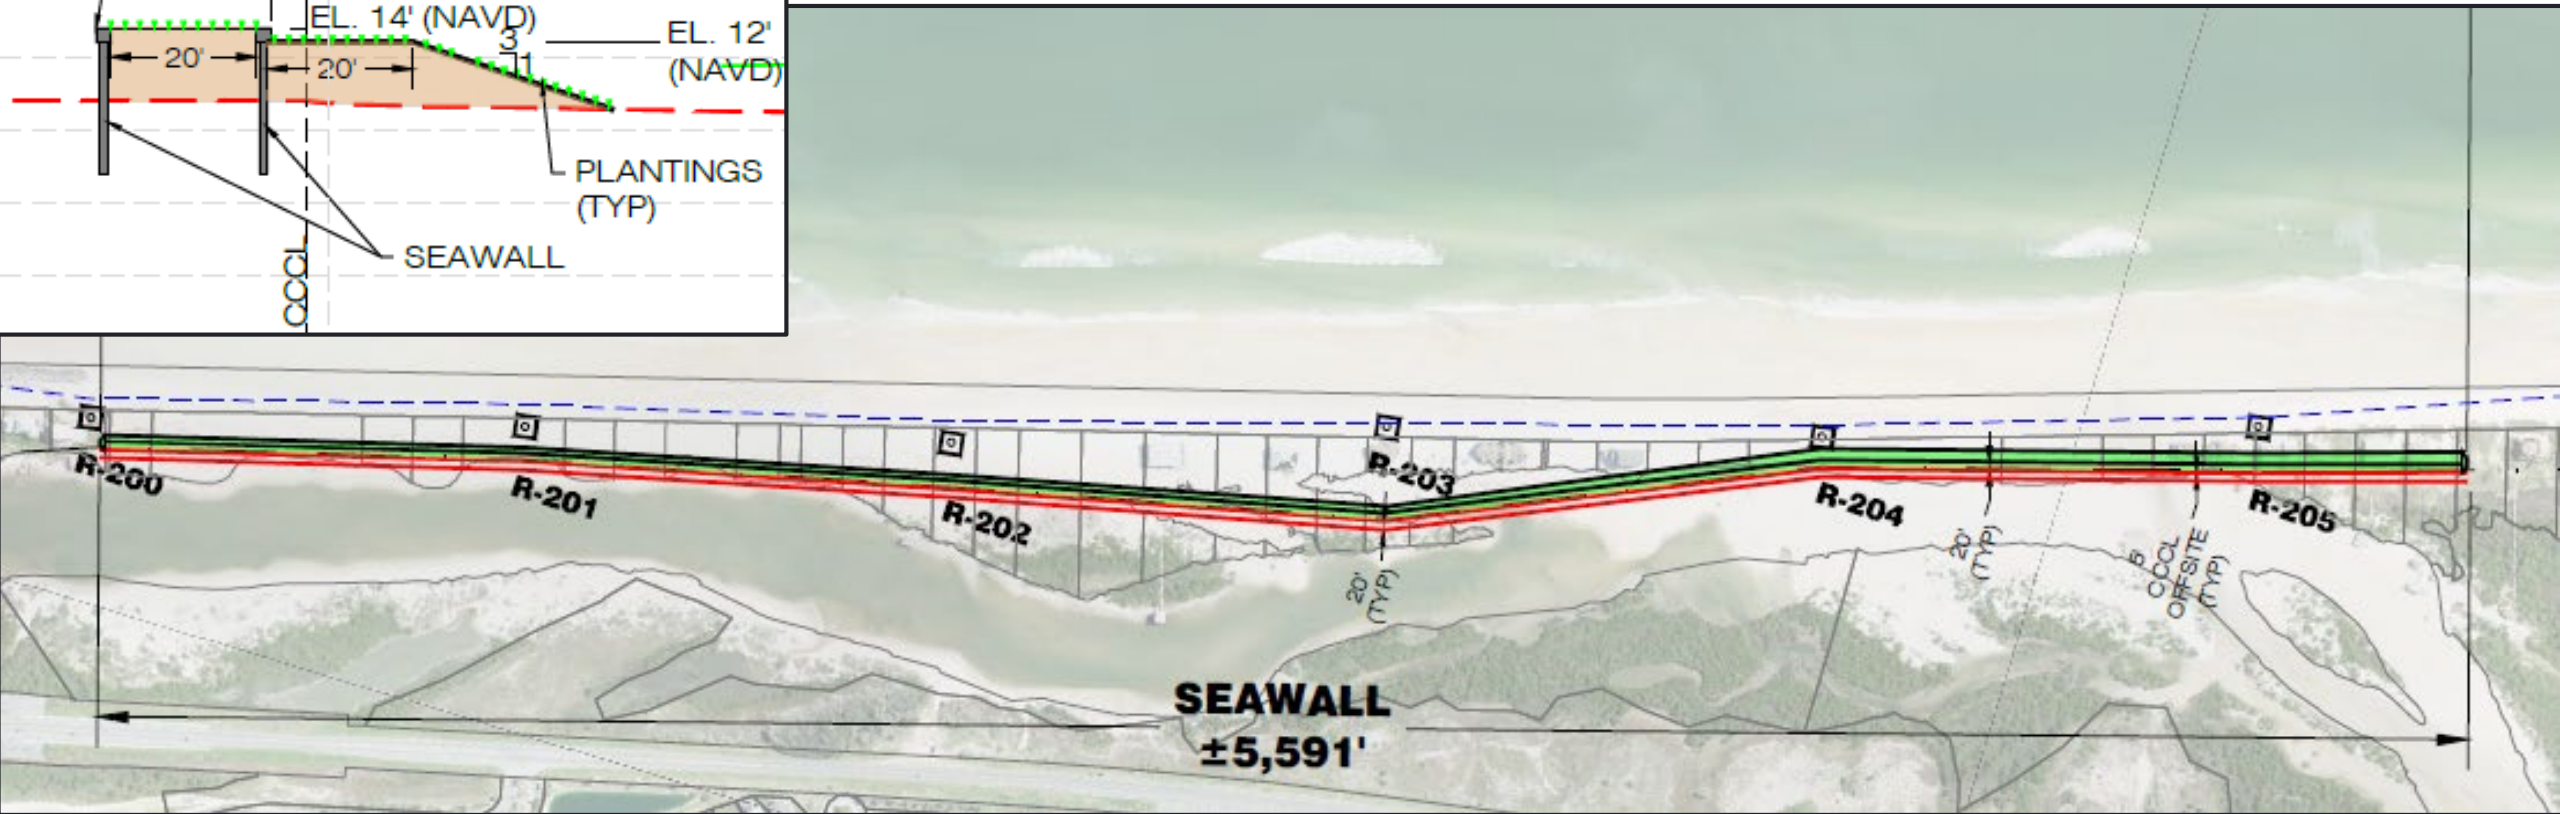 EL. 14' (NAVD)
20'
20'
3
1
EL. 12'
(NAVD)
PLANTINGS
(TYP)
SEAWALL
CCCL
R-200
R-201
R-202
R-203
R-204
R-205
20'
(TYP)
20'
(TYP)
CCCL
OFFSITE
(TYP)
SEAWALL
±5,591'